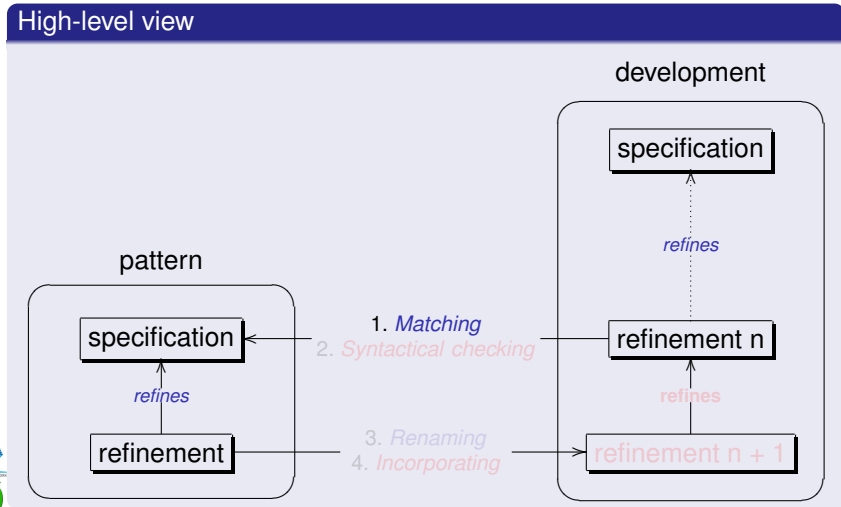 High-level view
development
specification
refines
pattern
specification
1. Matching
2. Syntactical checking
refinement n
refines
refines
refinement
3. Renaming
4. Incorporating
refinement n + 1